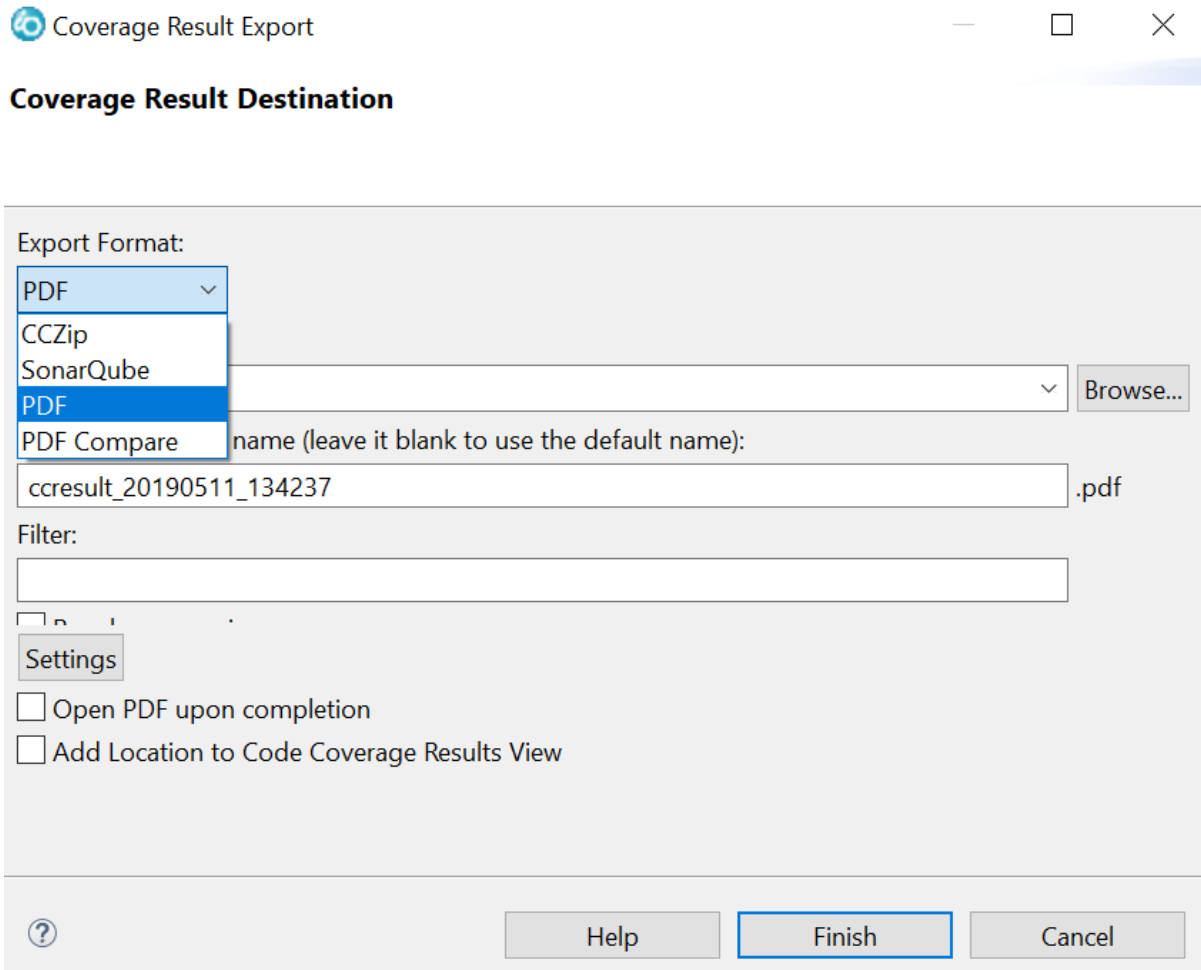 Coverage Result Export
Coverage Result Destination
Export Format:
PDF
CCZip
SonarQube
PDF
Browse...
PDF Compare
name (leave it blank to use the default name):
ccresult_20190511_134237
.pdf
Filter:
Settings
Open PDF upon completion
Add Location to Code Coverage Results View
Help
Finish
Cancel